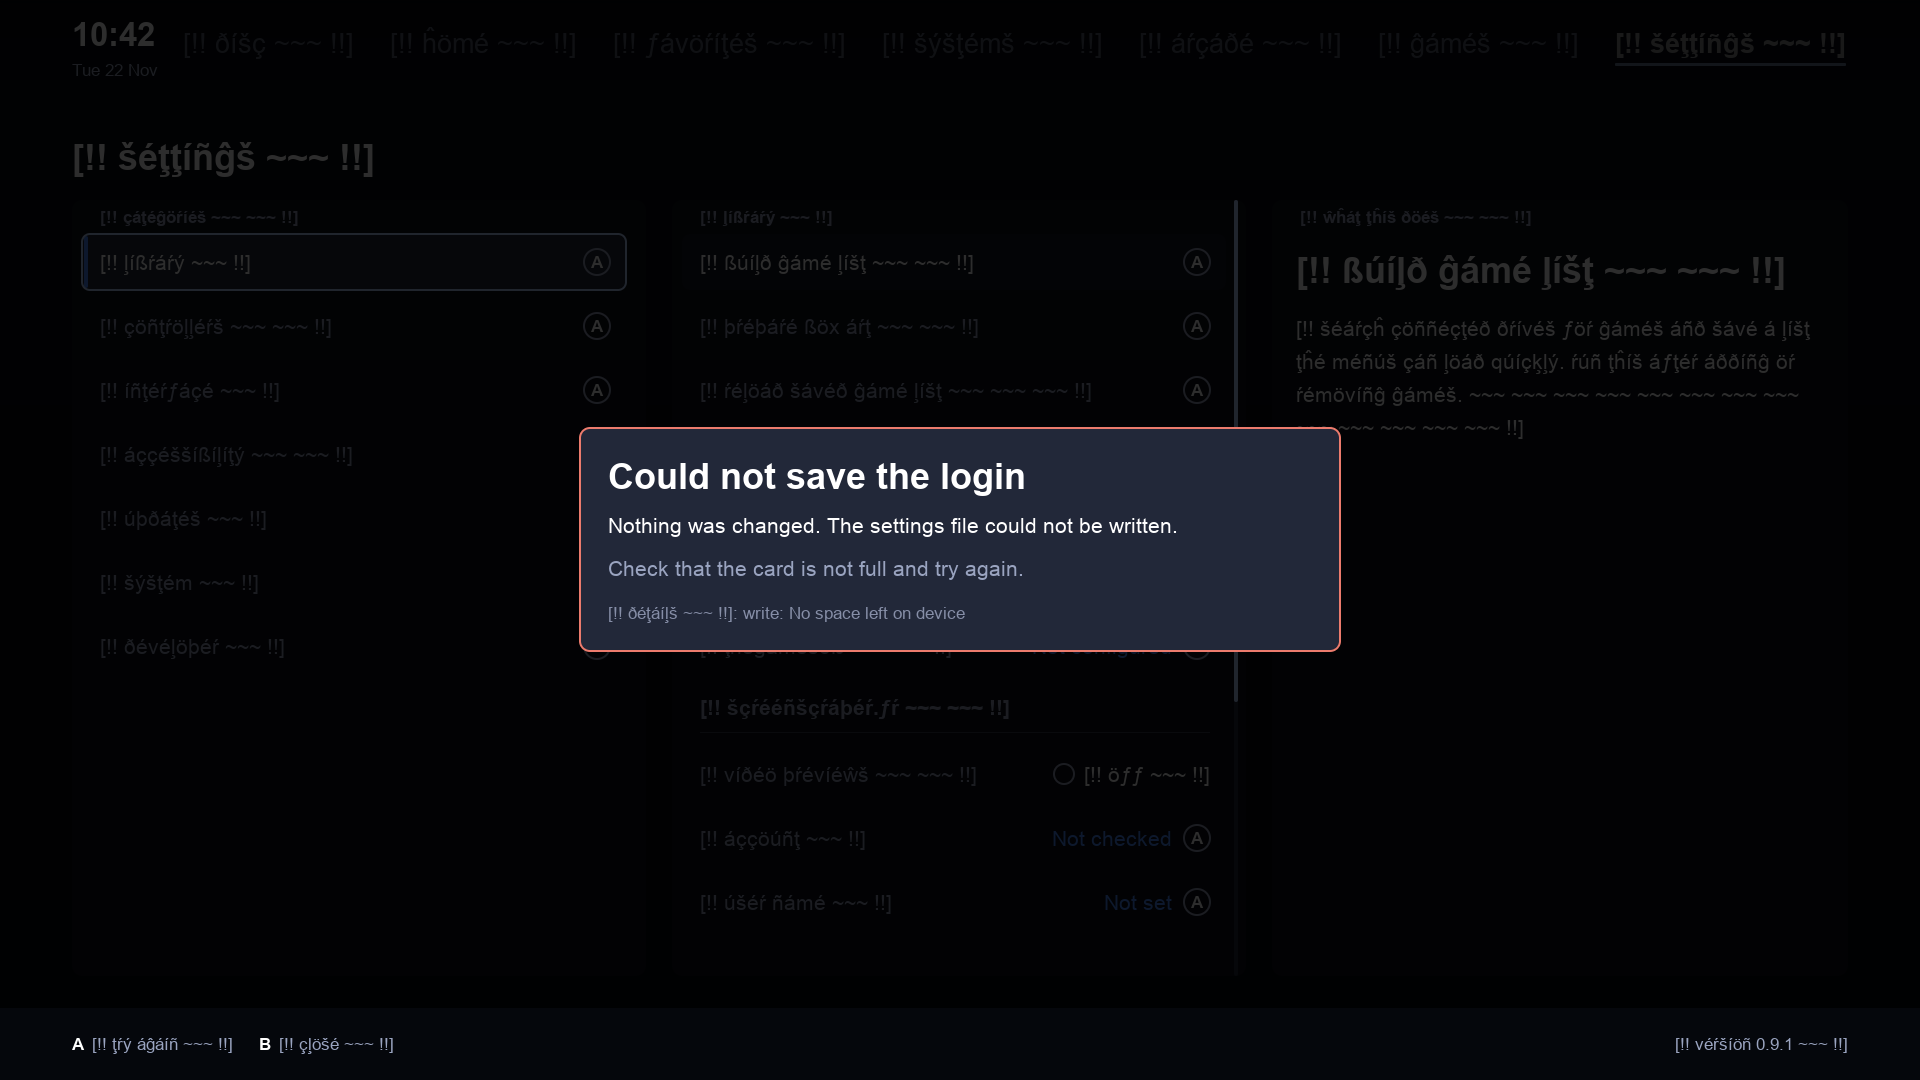 10:42
Tue 22 Nov
[!! ðíšç ~~~ !!]
[!! ĥömé ~~~ !!]
[!! ƒávöŕíţéš ~~~ !!]
[!! šýšţémš ~~~ !!]
[!! áŕçáðé ~~~ !!]
[!! ĝáméš ~~~ !!]
[!! šéţţíñĝš ~~~ !!]
[!! šéţţíñĝš ~~~ !!]
[!! çáţéĝöŕíéš ~~~ ~~~ !!]
[!! ļíßŕáŕý ~~~ !!] A
[!! çöñţŕöļļéŕš ~~~ ~~~ !!] A
[!! íñţéŕƒáçé ~~~ !!] A
[!! áççéššíßíļíţý ~~~ ~~~ !!]
[!! úþðáţéš ~~~ !!]
[!! šýšţém ~~~ !!]
[!! ðévéļöþéŕ ~~~ !!]
[!! ļíßŕáŕý ~~~ !!]
[!! ßúíļð ĝámé ļíšţ ~~~ ~~~ !!] A
[!! þŕéþáŕé ßöx áŕţ ~~~ ~~~ !!] A
[!! ŕéļöáð šávéð ĝámé ļíšţ ~~~ ~~~ ~~~ !!] A
[!! šçŕééñšçŕáþéŕ.ƒŕ ~~~ ~~~ !!]
[!! víðéö þŕévíéŵš ~~~ ~~~ !!] [!! öƒƒ ~~~ !!]
[!! áççöúñţ ~~~ !!] Not checked A
[!! úšéŕ ñámé ~~~ !!] Not set A
[!! ŵĥáţ ţĥíš ðöéš ~~~ ~~~ !!]
[!! ßúíļð ĝámé ļíšţ ~~~ ~~~ !!]
[!! šéáŕçĥ çöññéçţéð ðŕívéš ƒöŕ ĝáméš áñð šávé á ļíšţ
ţĥé méñúš çáñ ļöáð qúíçķļý. ŕúñ ţĥíš áƒţéŕ áððíñĝ öŕ
ŕémövíñĝ ĝáméš. ~~~ ~~~ ~~~ ~~~ ~~~ ~~~ ~~~ ~~~
~~~ ~~~ ~~~ ~~~ ~~~ !!]
Could not save the login
Nothing was changed. The settings file could not be written.
Check that the card is not full and try again.
[!! ðéţáíļš ~~~ !!]: write: No space left on device
A [!! ţŕý áĝáíñ ~~~ !!] B [!! çļöšé ~~~ !!]
[!! véŕšíöñ 0.9.1 ~~~ !!]